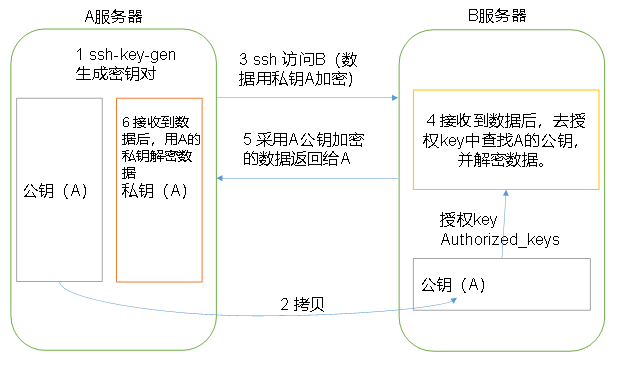 A服务器
B服务器
1 ssh-key-gen
生成密钥对
3 ssh 访问B（数
据用私钥A加密）
6 接收到数
据后，用A的
私钥解密数
据
私钥（A）
公钥（A）
5 采用A公钥加密
的数据返回给A
4 接收到数据后，去授
权key中查找A的公钥，
并解密数据。
授权key
Authorized_keys
公钥（A）
2 拷贝